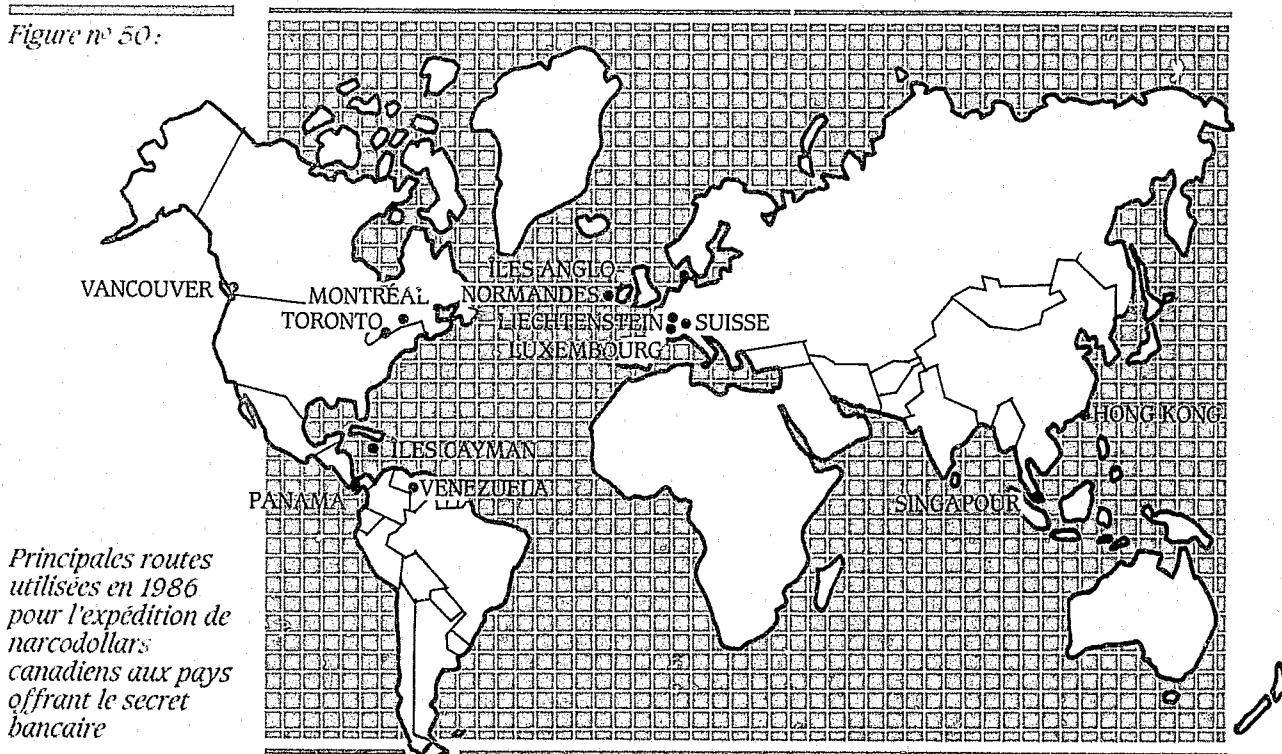 Figure nº 50:
VANCOUVER
MONTRÉAL
TORONTO
ÎLES ANGLO-
NORMANDES
LIECHTENSTEIN
SUISSE
LUXEMBOURG
HONG KONG
ÎLES CAYMAN
PANAMA
VENEZUELA
SINGAPOUR
Principales routes
utilisées en 1986
pour l'expédition de
narcodollars
canadiens aux pays
offrant le secret
bancaire